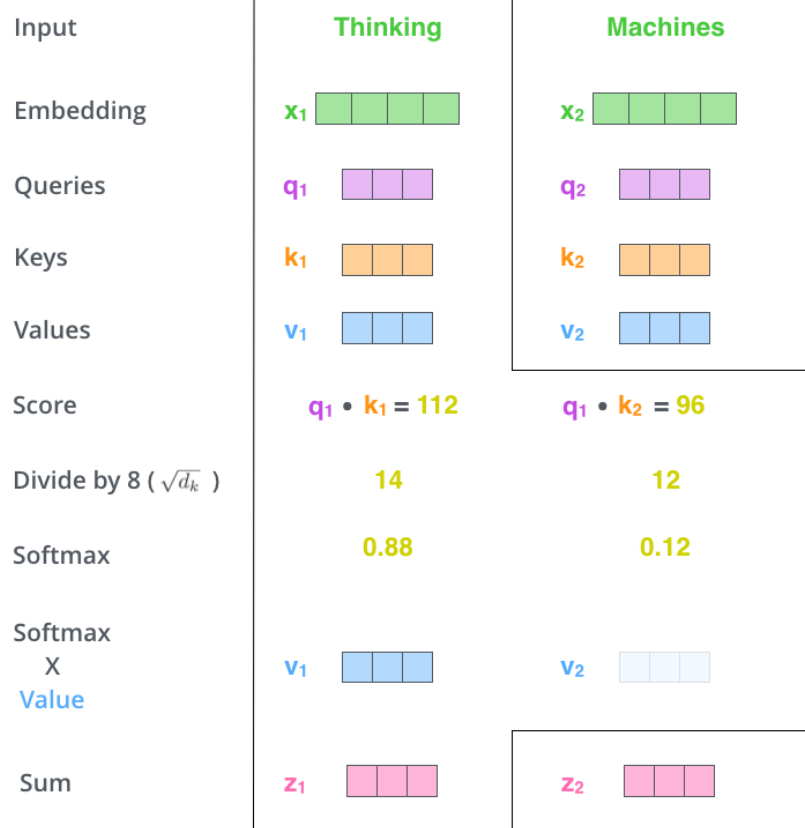 Input Thinking Machines
Embedding x₁ x₂
Queries q₁ q₂
Keys k₁ k₂
Values v₁ v₂
Score q₁ • k₁ = 112 q₁ • k₂ = 96
Divide by 8 ( √dₖ ) 14 12
Softmax 0.88 0.12
Softmax
X v₁ v₂
Value
Sum z₁ z₂